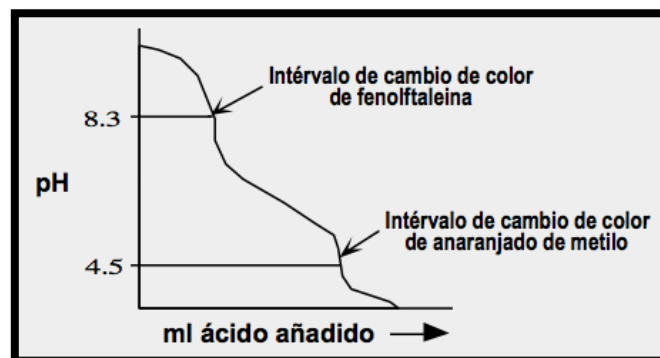 Intérvalo de cambio de color
de fenolftaleina
8.3
pH
Intérvalo de cambio de color
de anaranjado de metilo
4.5
ml ácido añadido